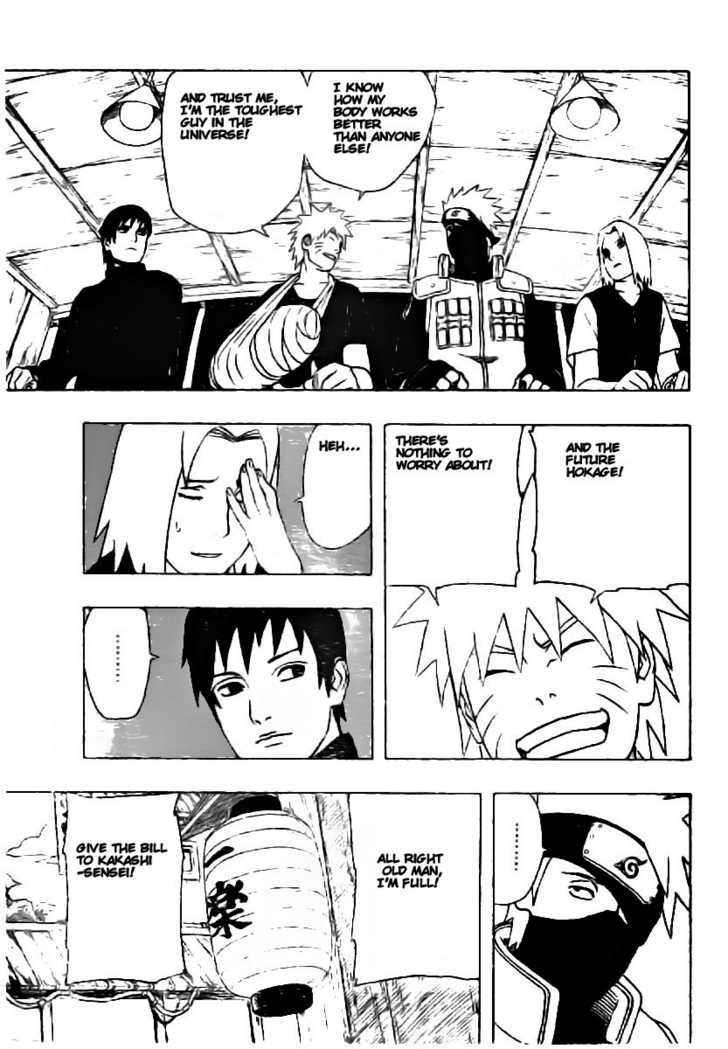 I KNOW
HOW MY
BODY WORKS
BETTER
THAN ANYONE
ELSE!
AND TRUST ME,
I'M THE TOUGHEST
GUY IN THE
UNIVERSE!
AND THE
FUTURE
HOKAGE!
THERE'S
NOTHING TO
WORRY ABOUT!
HEH...
.........
.........
ALL RIGHT
OLD MAN,
I'M FULL!
一楽
GIVE THE BILL
TO KAKASHI
-SENSEI!